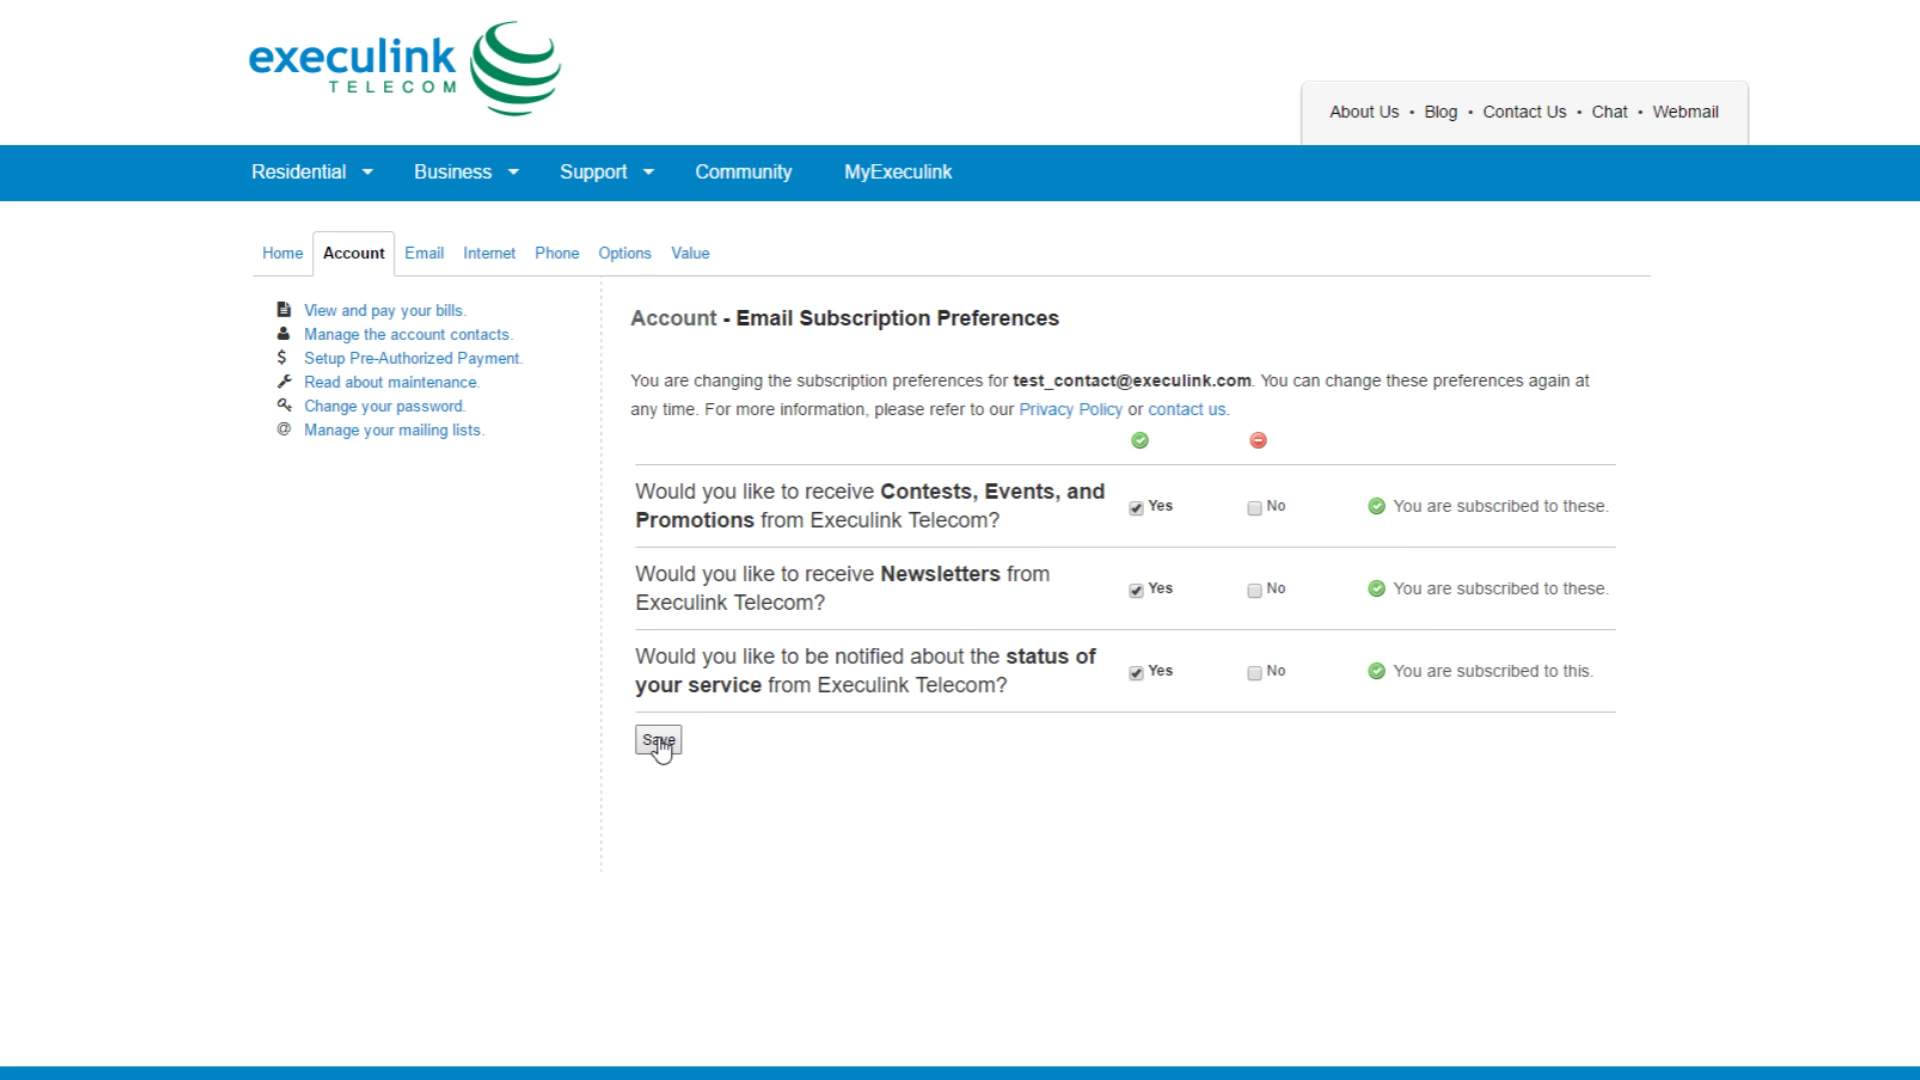 execulink
TELECOM
About Us • Blog • Contact Us • Chat • Webmail
Residential Business Support Community MyExeculink
Home Account Email Internet Phone Options Value
View and pay your bills.
Manage the account contacts.
Setup Pre-Authorized Payment.
Read about maintenance.
Change your password.
Manage your mailing lists.
Account - Email Subscription Preferences
You are changing the subscription preferences for test_contact@execulink.com. You can change these preferences again at
any time. For more information, please refer to our Privacy Policy or contact us.
Would you like to receive Contests, Events, and
Promotions from Execulink Telecom?
Yes No You are subscribed to these.
Would you like to receive Newsletters from
Execulink Telecom?
Yes No You are subscribed to these.
Would you like to be notified about the status of
your service from Execulink Telecom?
Yes No You are subscribed to this.
Save